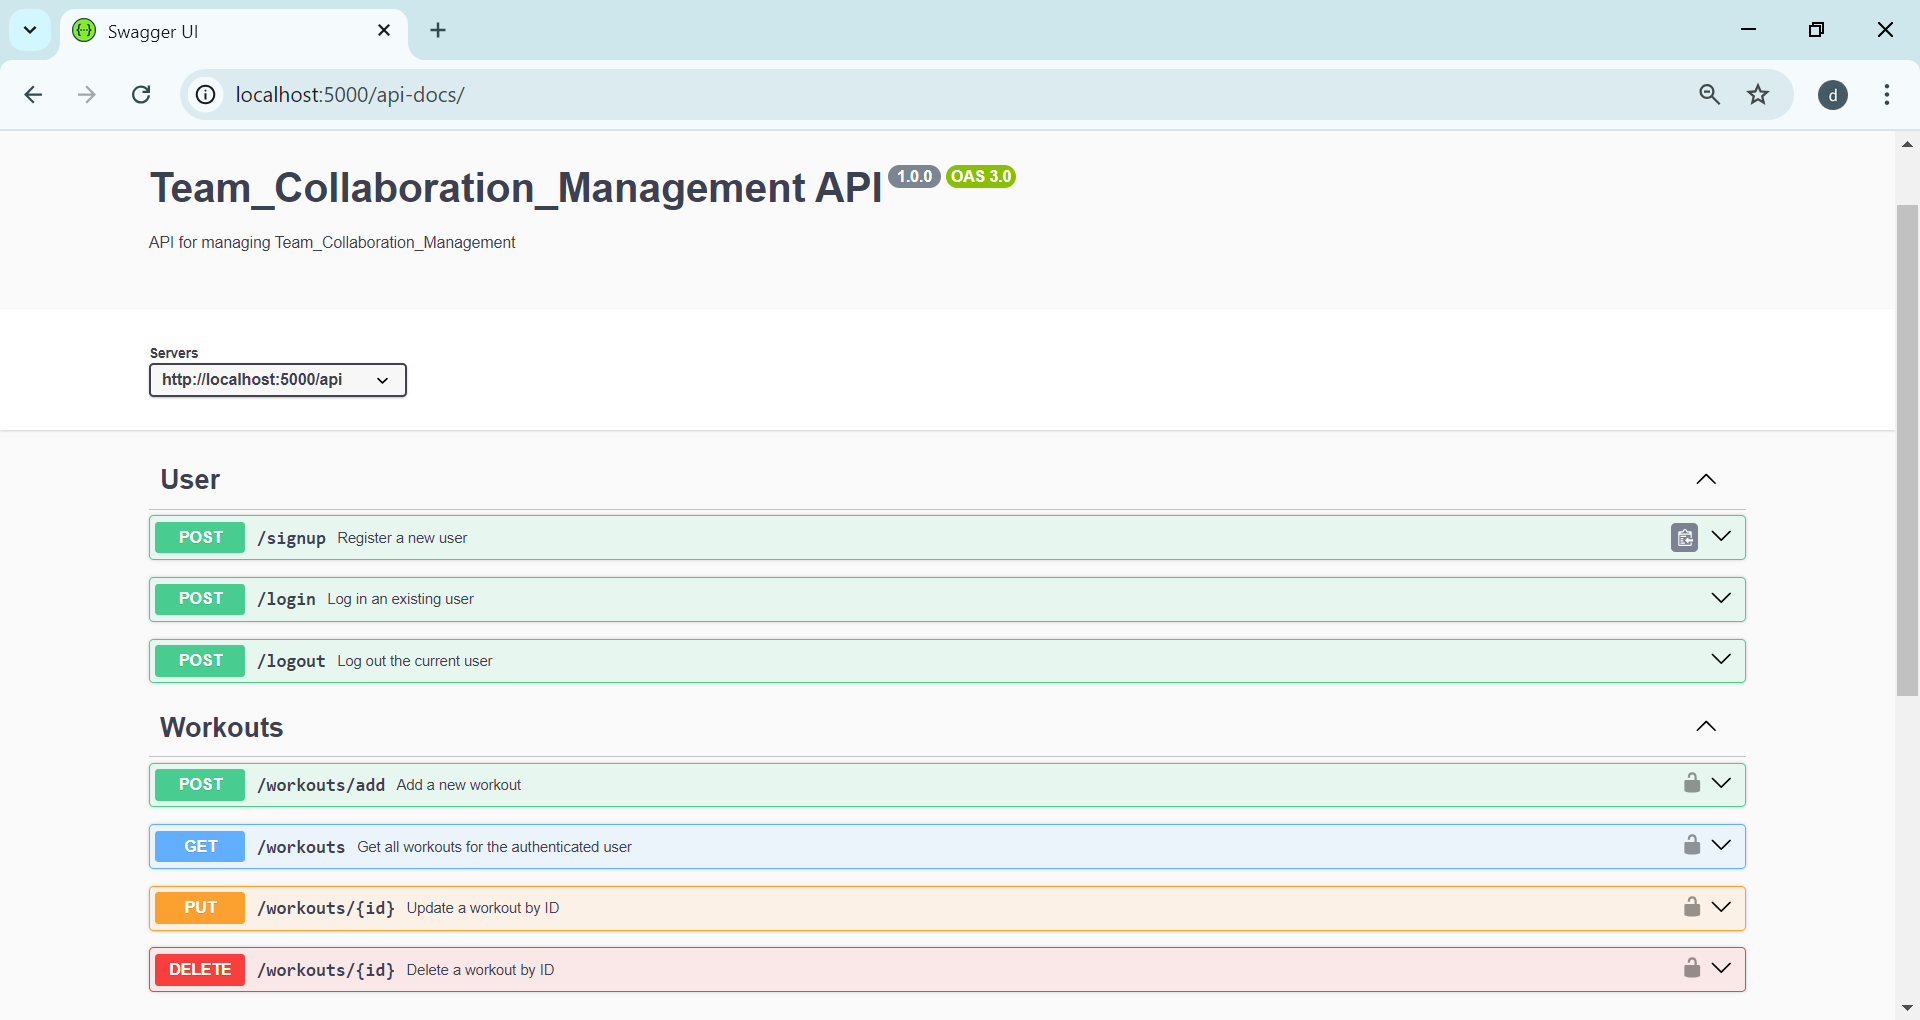 Swagger UI
localhost:5000/api-docs/
d
Team_Collaboration_Management API 1.0.0 OAS 3.0
API for managing Team_Collaboration_Management
Servers
http://localhost:5000/api
User
POST /signup Register a new user
POST /login Log in an existing user
POST /logout Log out the current user
Workouts
POST /workouts/add Add a new workout
GET /workouts Get all workouts for the authenticated user
PUT /workouts/{id} Update a workout by ID
DELETE /workouts/{id} Delete a workout by ID